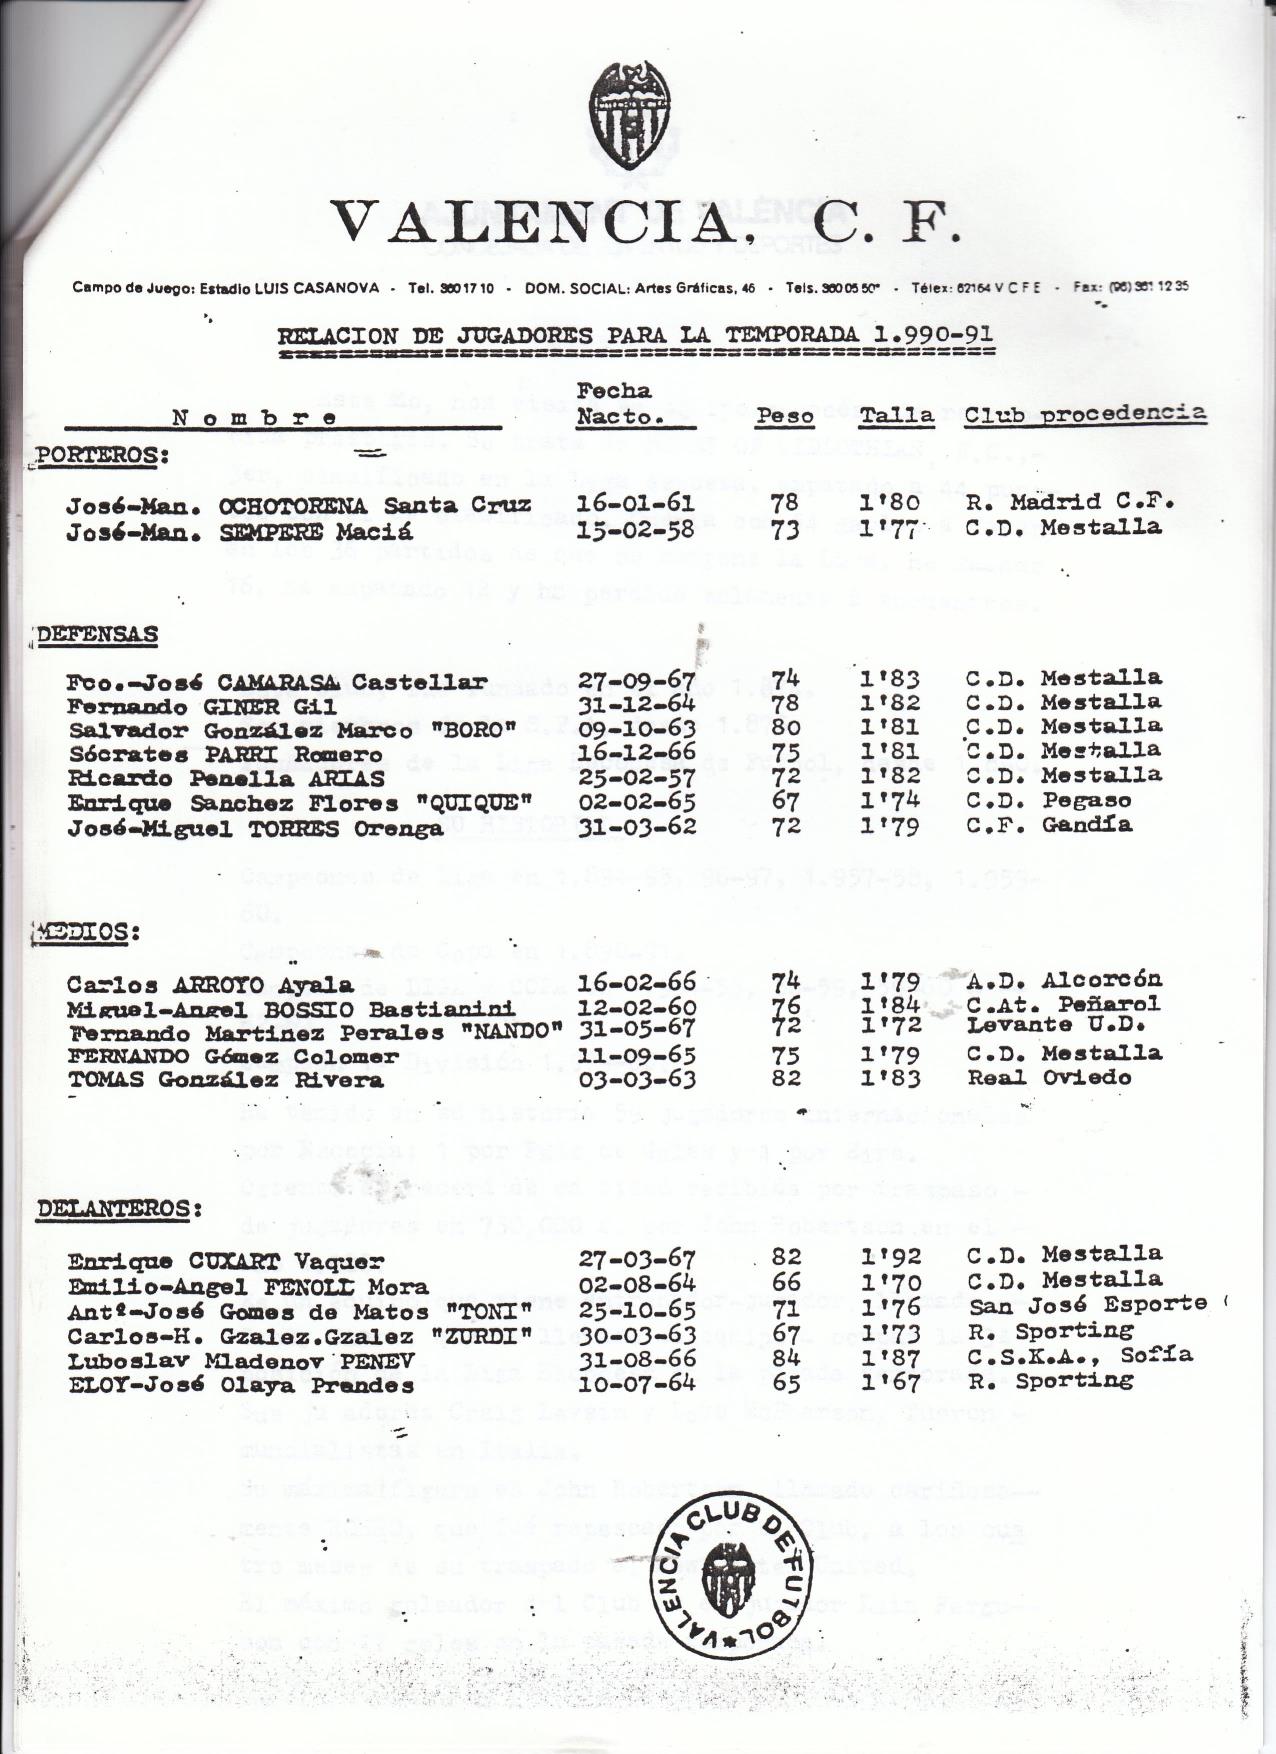 VALENCIA, C. F.
Campo de Juego: Estadio LUIS CASANOVA - Tel. 360 17 10 - DOM. SOCIAL: Artes Gráficas, 46 - Tels. 360 05 50* - Télex: 62164 V C F E - Fax: (96) 361 12 35
RELACION DE JUGADORES PARA LA TEMPORADA 1.990-91
Fecha
Nombre Nacto. Peso Talla Club procedencia
PORTEROS:
José-Man. OCHOTORENA Santa Cruz 16-01-61 78 1'80 R. Madrid C.F.
José-Man. SEMPERE Maciá 15-02-58 73 1'77 C.D. Mestalla
DEFENSAS
Fco.-José CAMARASA Castellar 27-09-67 74 1'83 C.D. Mestalla
Fernando GINER Gil 31-12-64 78 1'82 C.D. Mestalla
Salvador González Marco "BORO" 09-10-63 80 1'81 C.D. Mestalla
Sócrates PARRI Romero 16-12-66 75 1'81 C.D. Mestalla
Ricardo Penella ARIAS 25-02-57 72 1'82 C.D. Mestalla
Enrique Sanchez Flores "QUIQUE" 02-02-65 67 1'74 C.D. Pegaso
José-Miguel TORRES Orenga 31-03-62 72 1'79 C.F. Gandía
MEDIOS:
Carlos ARROYO Ayala 16-02-66 74 1'79 A.D. Alcorcón
Miguel-Angel BOSSIO Bastianini 12-02-60 76 1'84 C.At. Peñarol
Fernando Martinez Perales "NANDO" 31-05-67 72 1'72 Levante U.D.
FERNANDO Gómez Colomer 11-09-65 75 1'79 C.D. Mestalla
TOMAS González Rivera 03-03-63 82 1'83 Real Oviedo
DELANTEROS:
Enrique CUXART Vaquer 27-03-67 82 1'92 C.D. Mestalla
Emilio-Angel FENOLL Mora 02-08-64 66 1'70 C.D. Mestalla
Antº-José Gomes de Matos "TONI" 25-10-65 71 1'76 San José Esporte
Carlos-H. Gzalez.Gzalez "ZURDI" 30-03-63 67 1'73 R. Sporting
Luboslav Mladenov PENEV 31-08-66 84 1'87 C.S.K.A., Sofía
ELOY-José Olaya Prendes 10-07-64 65 1'67 R. Sporting
VALENCIA CLUB DE FUTBOL